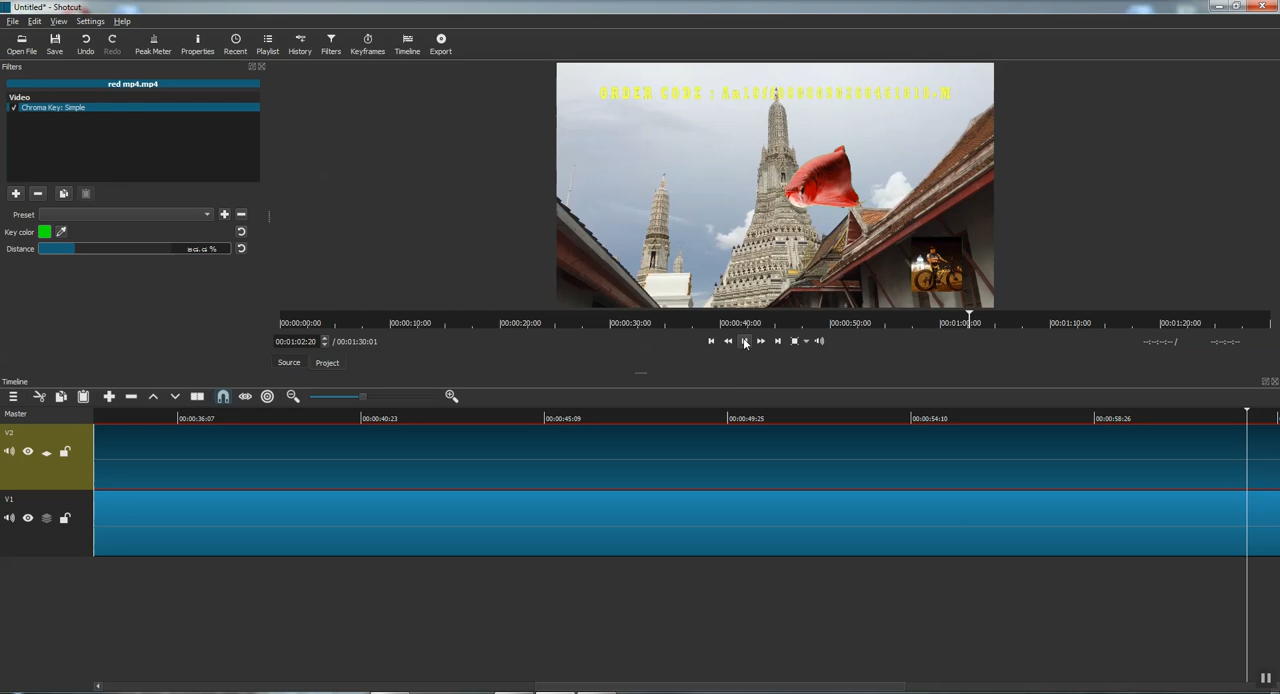 Untitled* - Shotcut
File Edit View Settings Help
Open File Save Undo Redo Peak Meter Properties Recent Playlist History Filters Keyframes Timeline Export
Filters
red mp4.mp4
Video
Chroma Key: Simple
Preset
Key color
Distance
%
ORDER CODE :
00:00:00:00 00:00:10:00 00:00:20:00 00:00:30:00 00:00:40:00 00:00:50:00 00:01:00:00 00:01:10:00 00:01:20:00
00:01:02:20 / 00:01:30:01
--:--:--:-- / --:--:--:--
Source Project
Timeline
Master
00:00:36:07 00:00:40:23 00:00:45:09 00:00:49:25 00:00:54:10 00:00:58:26
V2
V1